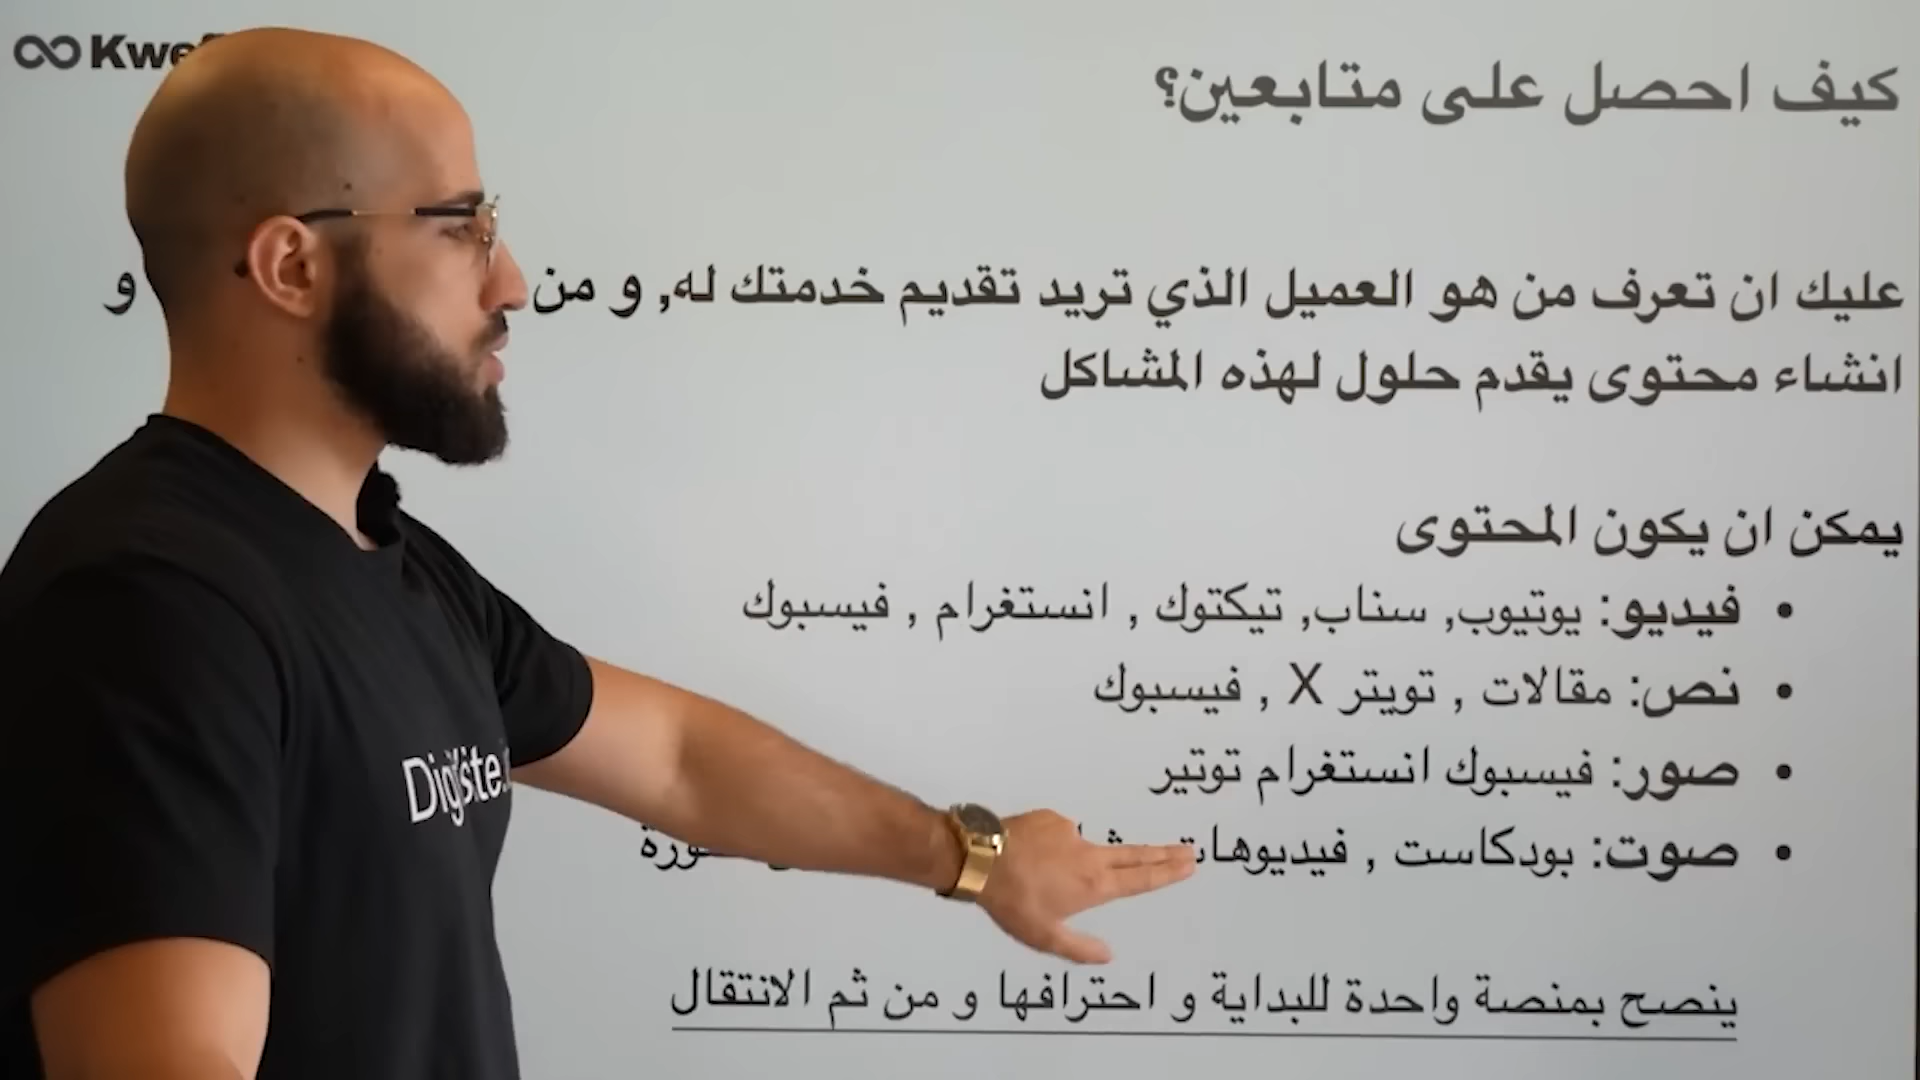 كيف احصل على متابعين؟
عليك ان تعرف من هو العميل الذي تريد تقديم خدمتك له, و من و
انشاء محتوى يقدم حلول لهذه المشاكل
يمكن ان يكون المحتوى
• فيديو: يوتيوب, سناب, تيكتوك , انستغرام , فيسبوك
• نص: مقالات , تويتر X , فيسبوك
• صور: فيسبوك انستغرام توتير
• صوت: بودكاست , فيديوهات
ينصح بمنصة واحدة للبداية و احترافها و من ثم الانتقال